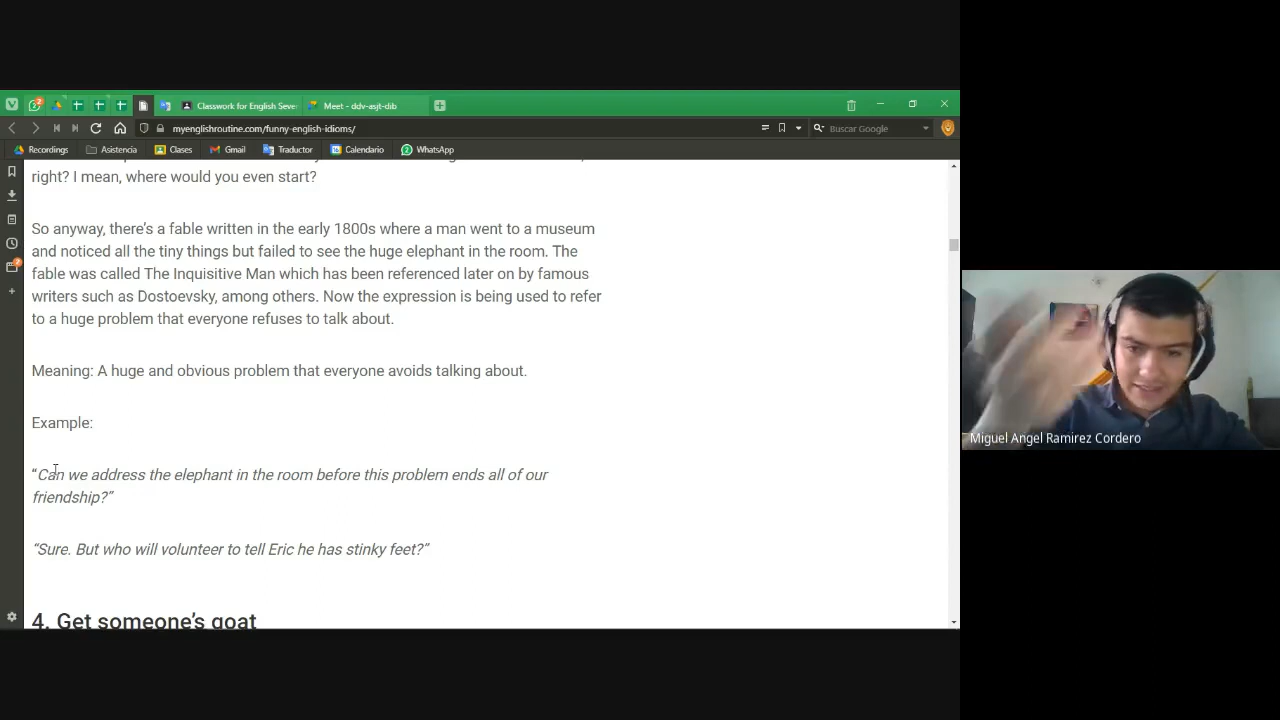 2
Classwork for English Seve
Meet - ddv-asjt-dib
myenglishroutine.com/funny-english-idioms/
Buscar Google
Recordings
Asistencia
Clases
Gmail
Traductor
Calendario
WhatsApp
right? I mean, where would you even start?
So anyway, there's a fable written in the early 1800s where a man went to a museum
and noticed all the tiny things but failed to see the huge elephant in the room. The
fable was called The Inquisitive Man which has been referenced later on by famous
writers such as Dostoevsky, among others. Now the expression is being used to refer
to a huge problem that everyone refuses to talk about.
Meaning: A huge and obvious problem that everyone avoids talking about.
Example:
“Can we address the elephant in the room before this problem ends all of our
friendship?”
“Sure. But who will volunteer to tell Eric he has stinky feet?”
4. Get someone’s goat
Miguel Angel Ramirez Cordero